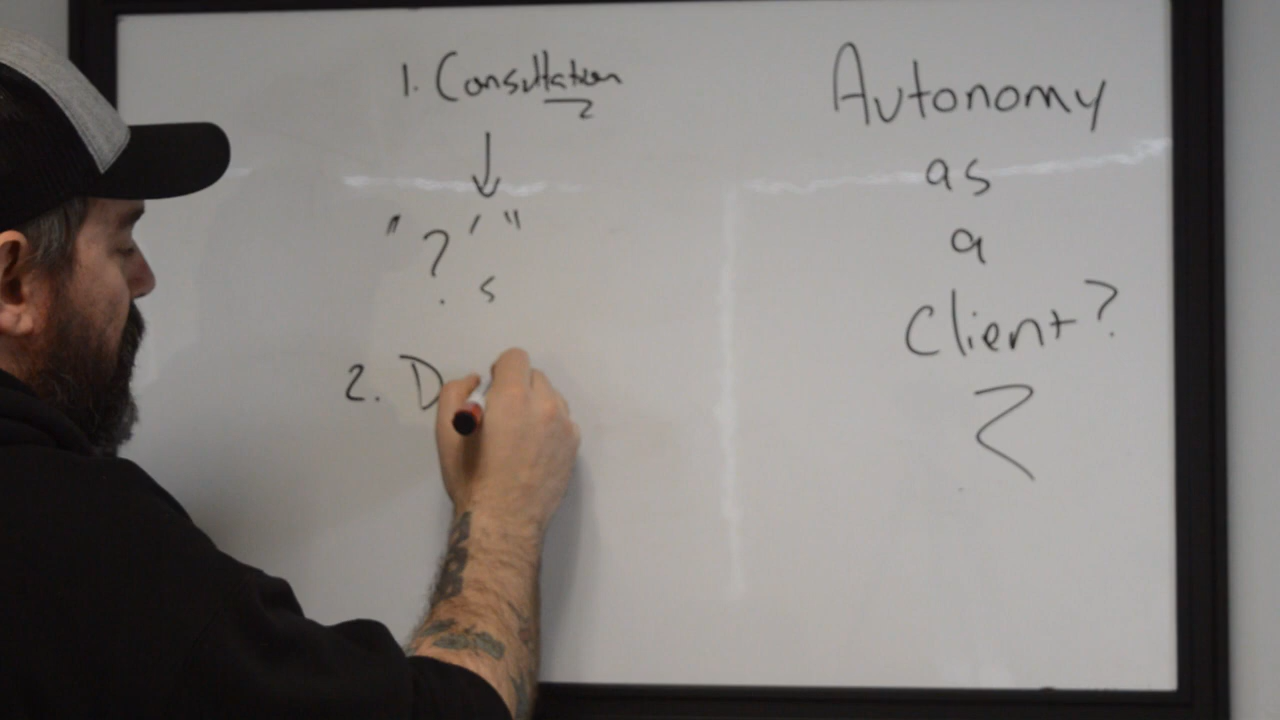 1. Consultation
" ?'s "
2. D
Autonomy
as
a
Client?